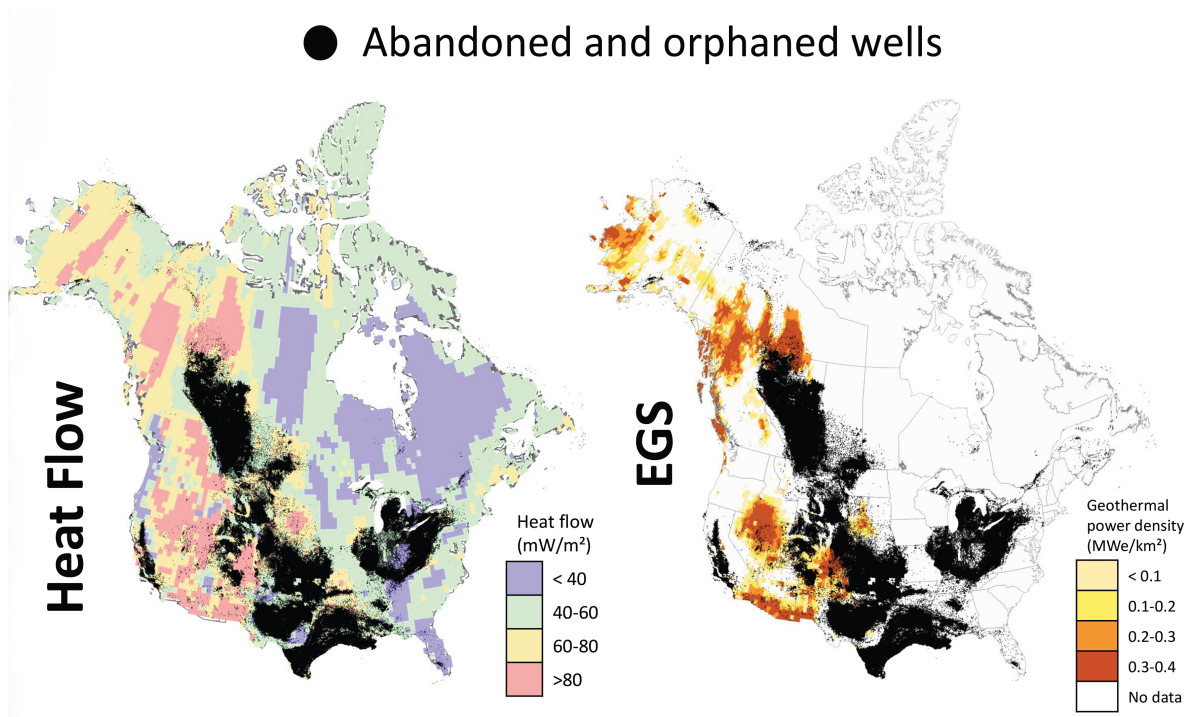 Abandoned and orphaned wells
Heat Flow
Heat flow
(mW/m²)
< 40
40-60
60-80
>80
EGS
Geothermal
power density
(MWe/km²)
< 0.1
0.1-0.2
0.2-0.3
0.3-0.4
No data